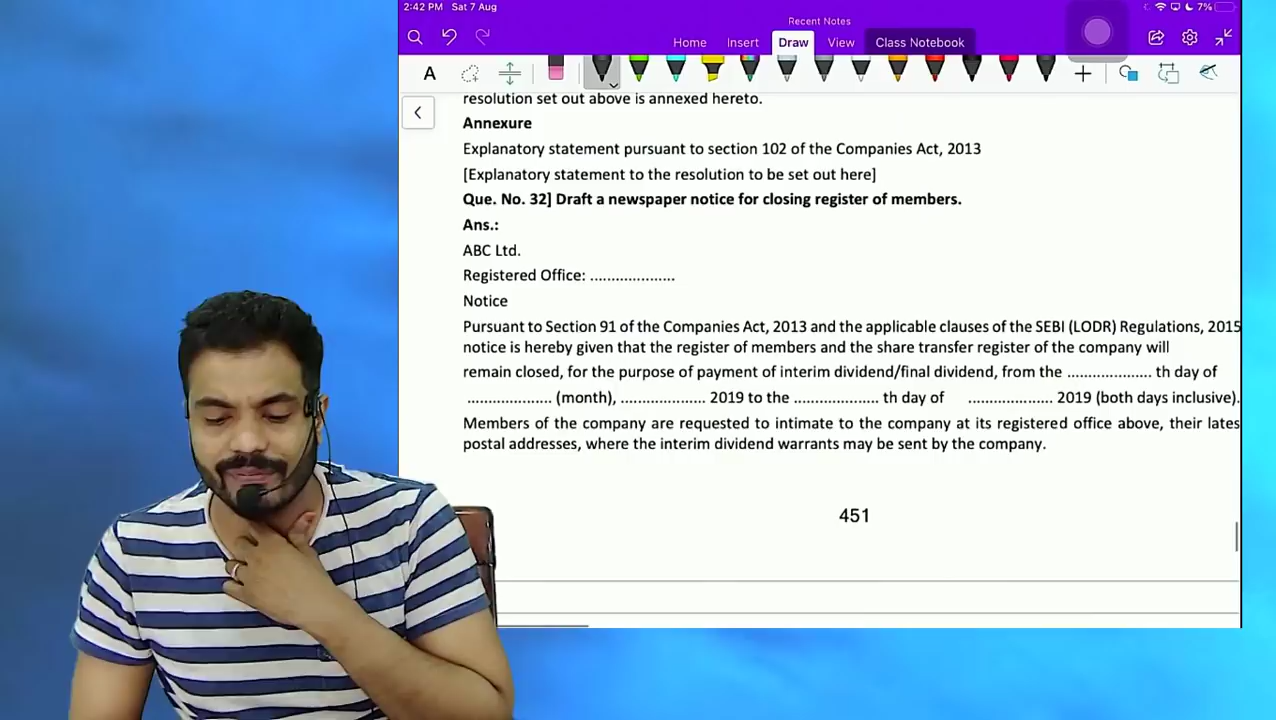 2:42 PM Sat 7 Aug
7%
Recent Notes
Home Insert Draw View Class Notebook
A
resolution set out above is annexed hereto.
Annexure
Explanatory statement pursuant to section 102 of the Companies Act, 2013
[Explanatory statement to the resolution to be set out here]
Que. No. 32] Draft a newspaper notice for closing register of members.
Ans.:
ABC Ltd.
Registered Office: ....................
Notice
Pursuant to Section 91 of the Companies Act, 2013 and the applicable clauses of the SEBI (LODR) Regulations, 2015
notice is hereby given that the register of members and the share transfer register of the company will
remain closed, for the purpose of payment of interim dividend/final dividend, from the .................... th day of
.................... (month), .................... 2019 to the .................... th day of .................... 2019 (both days inclusive).
Members of the company are requested to intimate to the company at its registered office above, their lates
postal addresses, where the interim dividend warrants may be sent by the company.
451